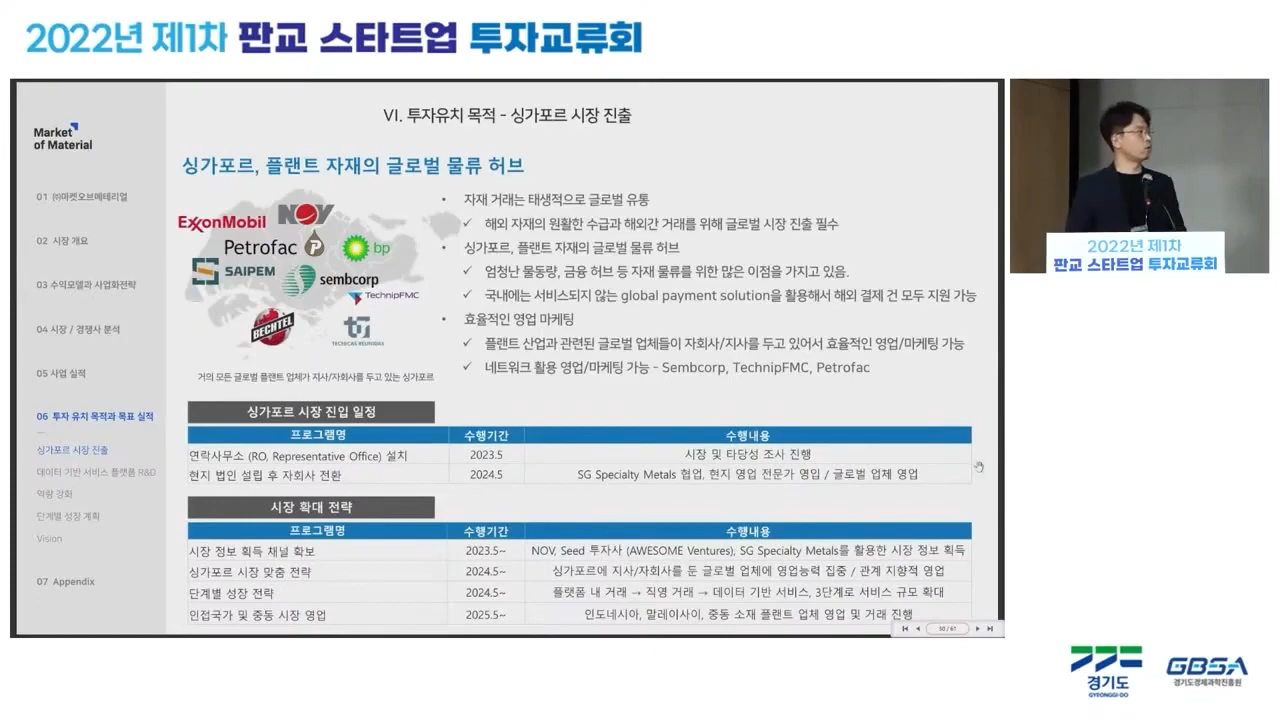 2022년 제1차 판교 스타트업 투자교류회
Market
of Material
01 ㈜마켓오브메테리얼
02 시장 개요
03 수익모델과 사업화전략
04 시장 / 경쟁사 분석
05 사업 실적
06 투자 유치 목적과 목표 실적
싱가포르 시장 진출
데이터 기반 서비스 플랫폼 R&D
역량 강화
단계별 성장 계획
Vision
07 Appendix
VI. 투자유치 목적 - 싱가포르 시장 진출
싱가포르, 플랜트 자재의 글로벌 물류 허브
ExxonMobil
NOV
Petrofac
bp
SAIPEM
sembcorp
TechnipFMC
BECHTEL
TECNICAS REUNIDAS
거의 모든 글로벌 플랜트 업체가 지사/자회사를 두고 있는 싱가포르
• 자재 거래는 태생적으로 글로벌 유통
✓ 해외 자재의 원활한 수급과 해외간 거래를 위해 글로벌 시장 진출 필수
• 싱가포르, 플랜트 자재의 글로벌 물류 허브
✓ 엄청난 물동량, 금융 허브 등 자재 물류를 위한 많은 이점을 가지고 있음.
✓ 국내에는 서비스되지 않는 global payment solution을 활용해서 해외 결제 건 모두 지원 가능
• 효율적인 영업 마케팅
✓ 플랜트 산업과 관련된 글로벌 업체들이 자회사/지사를 두고 있어서 효율적인 영업/마케팅 가능
✓ 네트워크 활용 영업/마케팅 가능 - Sembcorp, TechnipFMC, Petrofac
싱가포르 시장 진입 일정
프로그램명 수행기간 수행내용
연락사무소 (RO, Representative Office) 설치 2023.5 시장 및 타당성 조사 진행
현지 법인 설립 후 자회사 전환 2024.5 SG Specialty Metals 협업, 현지 영업 전문가 영입 / 글로벌 업체 영업
시장 확대 전략
프로그램명 수행기간 수행내용
시장 정보 획득 채널 확보 2023.5~ NOV, Seed 투자사 (AWESOME Ventures), SG Specialty Metals를 활용한 시장 정보 획득
싱가포르 시장 맞춤 전략 2024.5~ 싱가포르에 지사/자회사를 둔 글로벌 업체에 영업능력 집중 / 관계 지향적 영업
단계별 성장 전략 2024.5~ 플랫폼 내 거래 → 직영 거래 → 데이터 기반 서비스, 3단계로 서비스 규모 확대
인접국가 및 중동 시장 영업 2025.5~ 인도네시아, 말레이사이, 중동 소재 플랜트 업체 영업 및 거래 진행
30 / 61
2022년 제1차
판교 스타트업 투자교류회
경기도
GYEONGGI-DO
GBSA
경기도경제과학진흥원